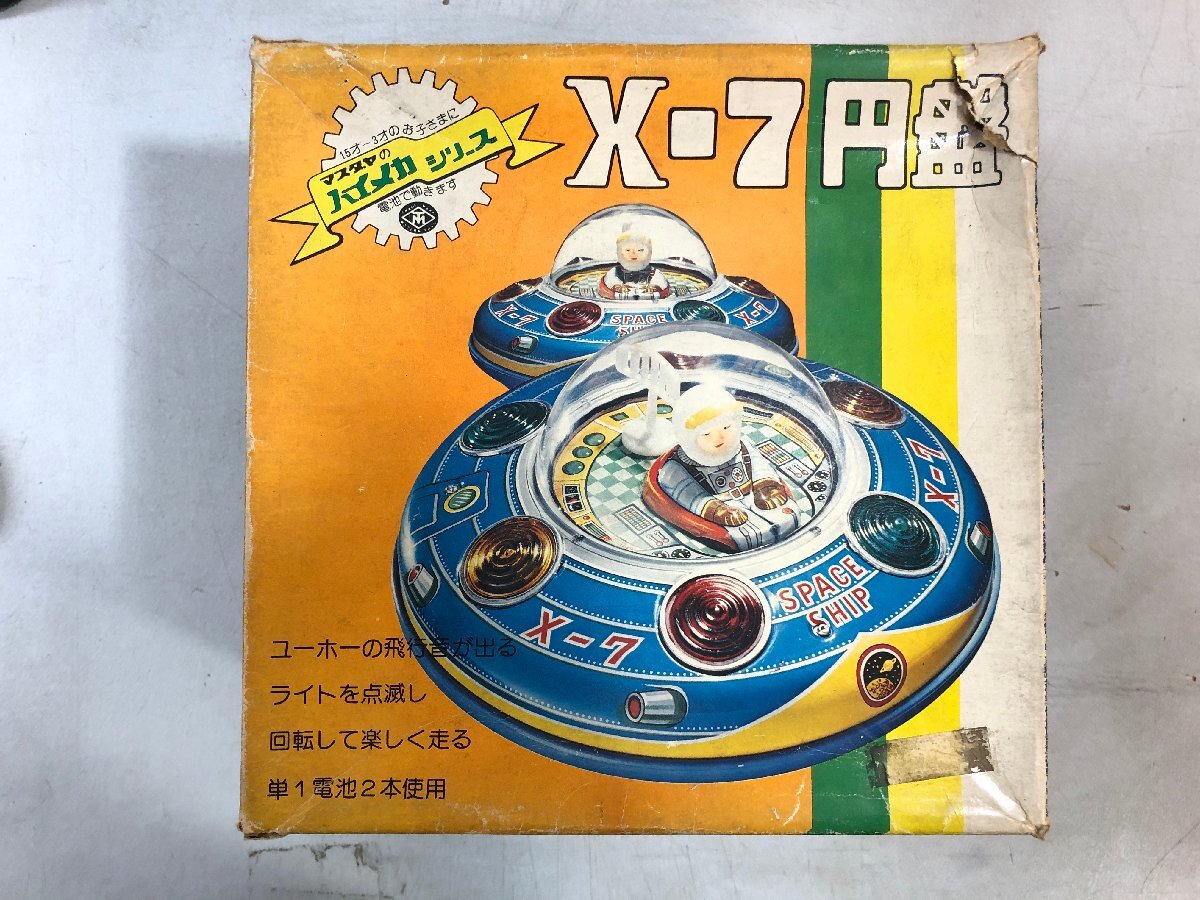 X-7円盤
1才半~3才のお子さまに
マスダヤの
ハイメカ シリーズ
電池で動きます
TM
X-7
SPACE
SHIP
X-7
X-7
SPACE
SHIP
X-7
ユーホーの飛行音が出る
ライトを点滅し
回転して楽しく走る
単1電池2本使用